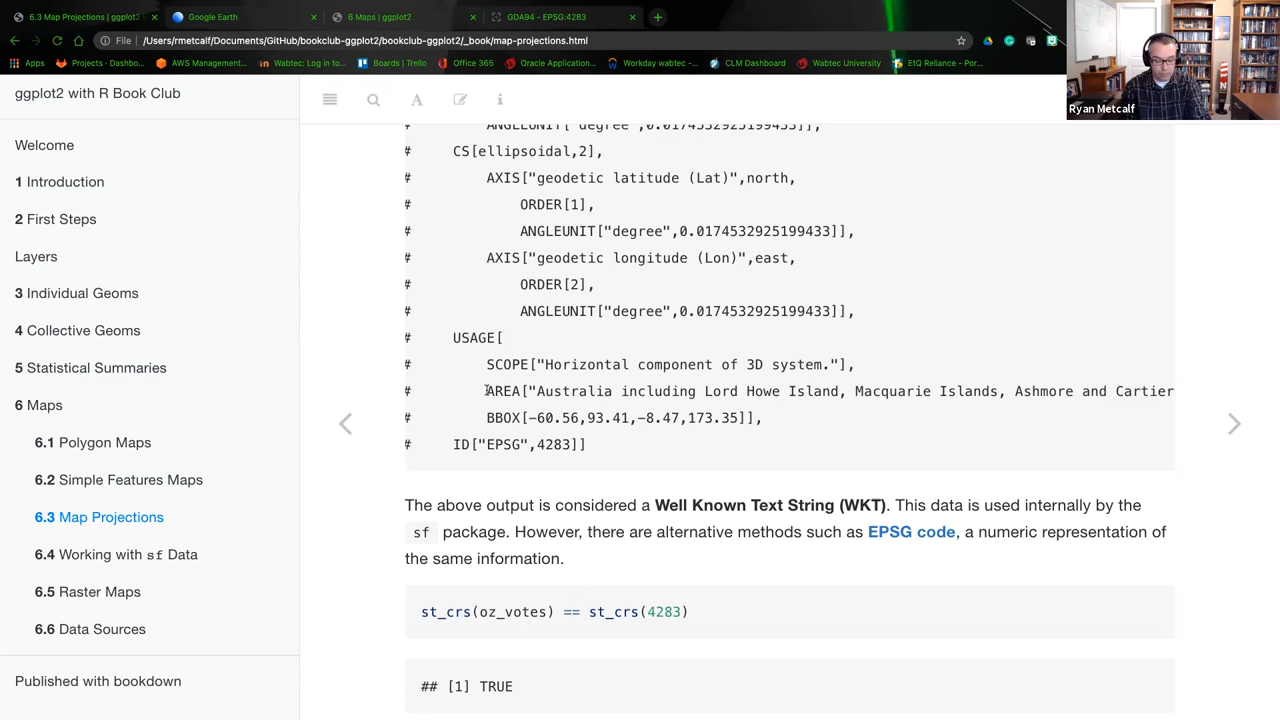 6.3 Map Projections | ggplot2
Google Earth
6 Maps | ggplot2
GDA94 - EPSG:4283
File
/Users/rmetcalf/Documents/GitHub/bookclub-ggplot2/bookclub-ggplot2/_book/map-projections.html
Apps
Projects · Dashbo...
AWS Management...
Wabtec: Log in to...
Boards | Trello
Office 365
Oracle Application...
Workday wabtec -...
CLM Dashboard
Wabtec University
EtQ Reliance - Por...
Ryan Metcalf
ggplot2 with R Book Club
Welcome
1 Introduction
2 First Steps
Layers
3 Individual Geoms
4 Collective Geoms
5 Statistical Summaries
6 Maps
6.1 Polygon Maps
6.2 Simple Features Maps
6.3 Map Projections
6.4 Working with sf Data
6.5 Raster Maps
6.6 Data Sources
Published with bookdown
# ANGLEUNIT["degree",0.0174532925199433]],
# CS[ellipsoidal,2],
# AXIS["geodetic latitude (Lat)",north,
# ORDER[1],
# ANGLEUNIT["degree",0.0174532925199433]],
# AXIS["geodetic longitude (Lon)",east,
# ORDER[2],
# ANGLEUNIT["degree",0.0174532925199433]],
# USAGE[
# SCOPE["Horizontal component of 3D system."],
# AREA["Australia including Lord Howe Island, Macquarie Islands, Ashmore and Cartier
# BBOX[-60.56,93.41,-8.47,173.35]],
# ID["EPSG",4283]]
The above output is considered a Well Known Text String (WKT). This data is used internally by the
sf package. However, there are alternative methods such as EPSG code, a numeric representation of
the same information.
st_crs(oz_votes) == st_crs(4283)
## [1] TRUE